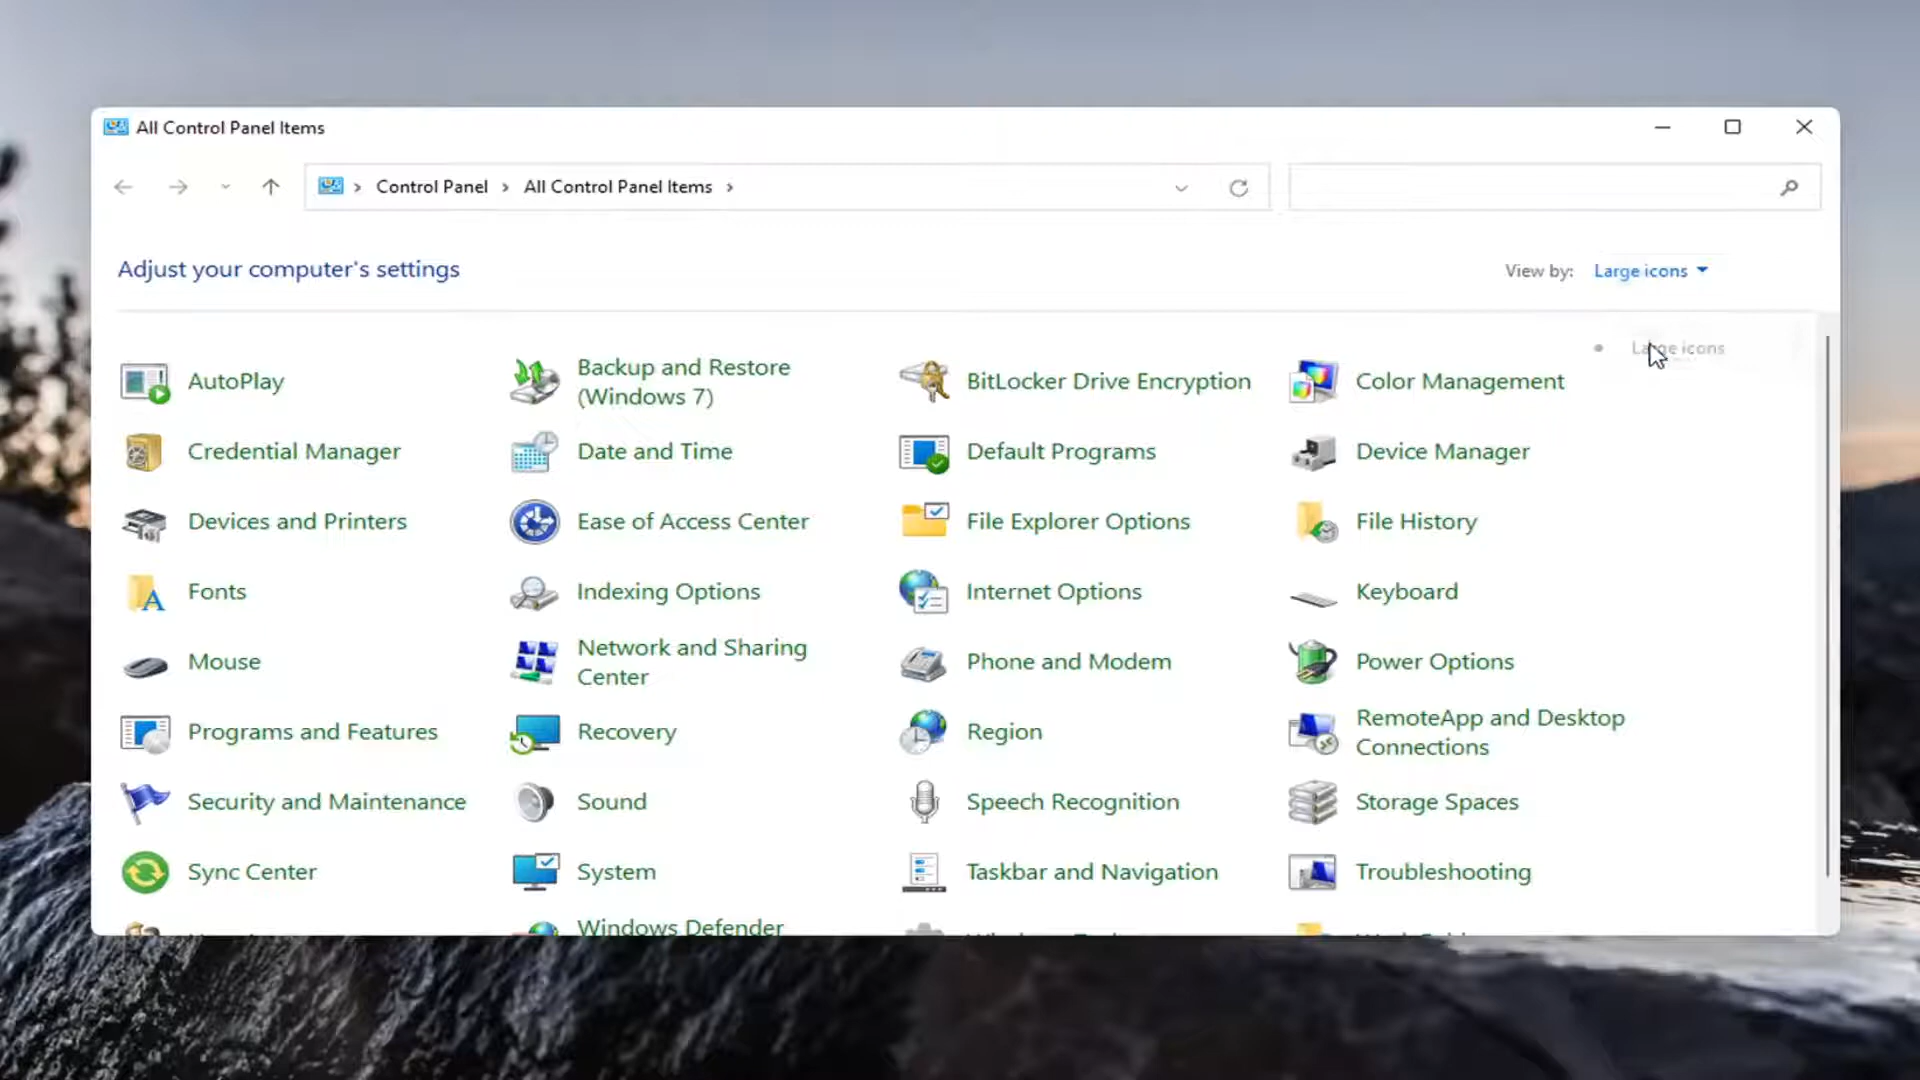 All Control Panel Items
Control Panel > All Control Panel Items >
Adjust your computer's settings
View by: Large icons
Large icons
AutoPlay
Backup and Restore
(Windows 7)
BitLocker Drive Encryption
Color Management
Credential Manager
Date and Time
Default Programs
Device Manager
Devices and Printers
Ease of Access Center
File Explorer Options
File History
Fonts
Indexing Options
Internet Options
Keyboard
Mouse
Network and Sharing
Center
Phone and Modem
Power Options
Programs and Features
Recovery
Region
RemoteApp and Desktop
Connections
Security and Maintenance
Sound
Speech Recognition
Storage Spaces
Sync Center
System
Taskbar and Navigation
Troubleshooting
Windows Defender